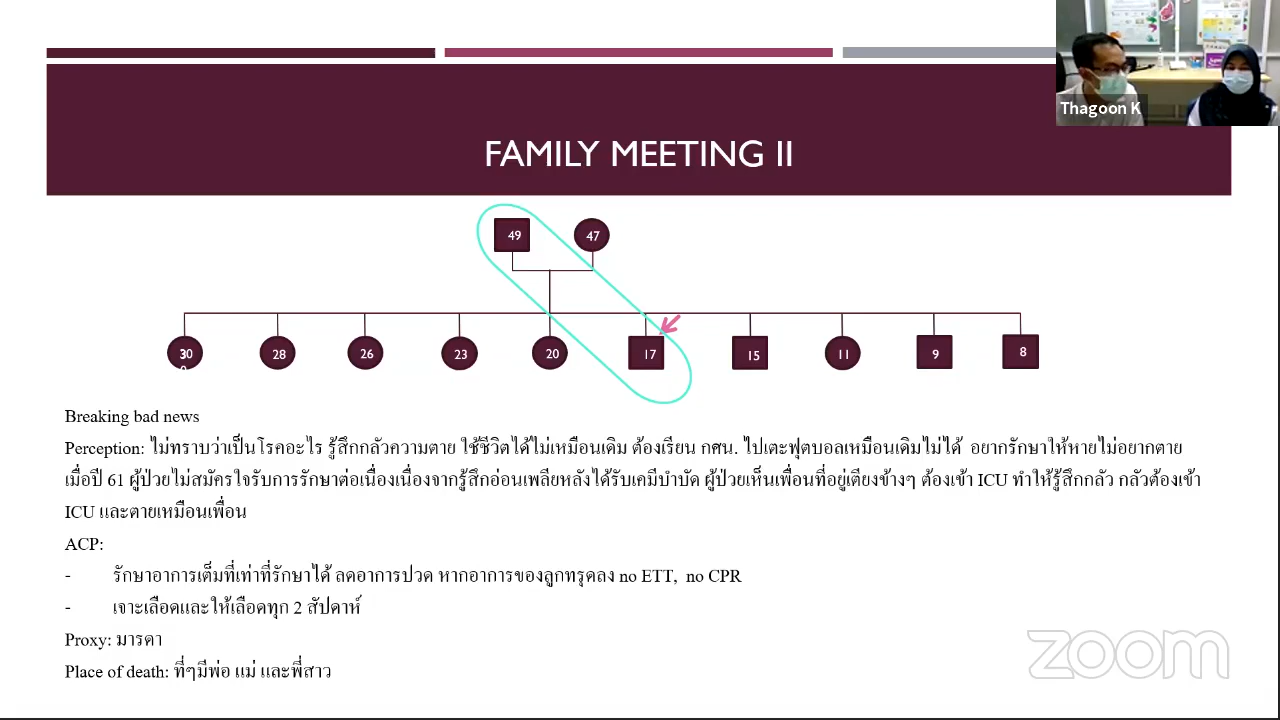 Thagoon K
FAMILY MEETING II
49 47
30 28 26 23 20 17 15 11 9 8
Breaking bad news
Perception: ไม่ทราบว่าเป็นโรคอะไร รู้สึกกลัวความตาย ใช้ชีวิตได้ไม่เหมือนเดิม ต้องเรียน กศน. ไปเตะฟุตบอลเหมือนเดิมไม่ได้ อยากรักษาให้หายไม่อยากตาย
เมื่อปี 61 ผู้ป่วยไม่สมัครใจรับการรักษาต่อเนื่องเนื่องจากรู้สึกอ่อนเพลียหลังได้รับเคมีบำบัด ผู้ป่วยเห็นเพื่อนที่อยู่เตียงข้างๆ ต้องเข้า ICU ทำให้รู้สึกกลัว กลัวต้องเข้า
ICU และตายเหมือนเพื่อน
ACP:
- รักษาอาการเต็มที่เท่าที่รักษาได้ ลดอาการปวด หากอาการของลูกทรุดลง no ETT, no CPR
- เจาะเลือดและให้เลือดทุก 2 สัปดาห์
Proxy: มารดา
Place of death: ที่ๆมีพ่อ แม่ และพี่สาว
zoom